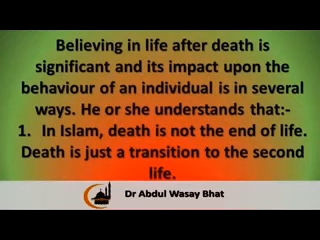 Believing in life after death is
significant and its impact upon the
behaviour of an individual is in several
ways. He or she understands that:-
1. In Islam, death is not the end of life.
Death is just a transition to the second
life.
Dr Abdul Wasay Bhat